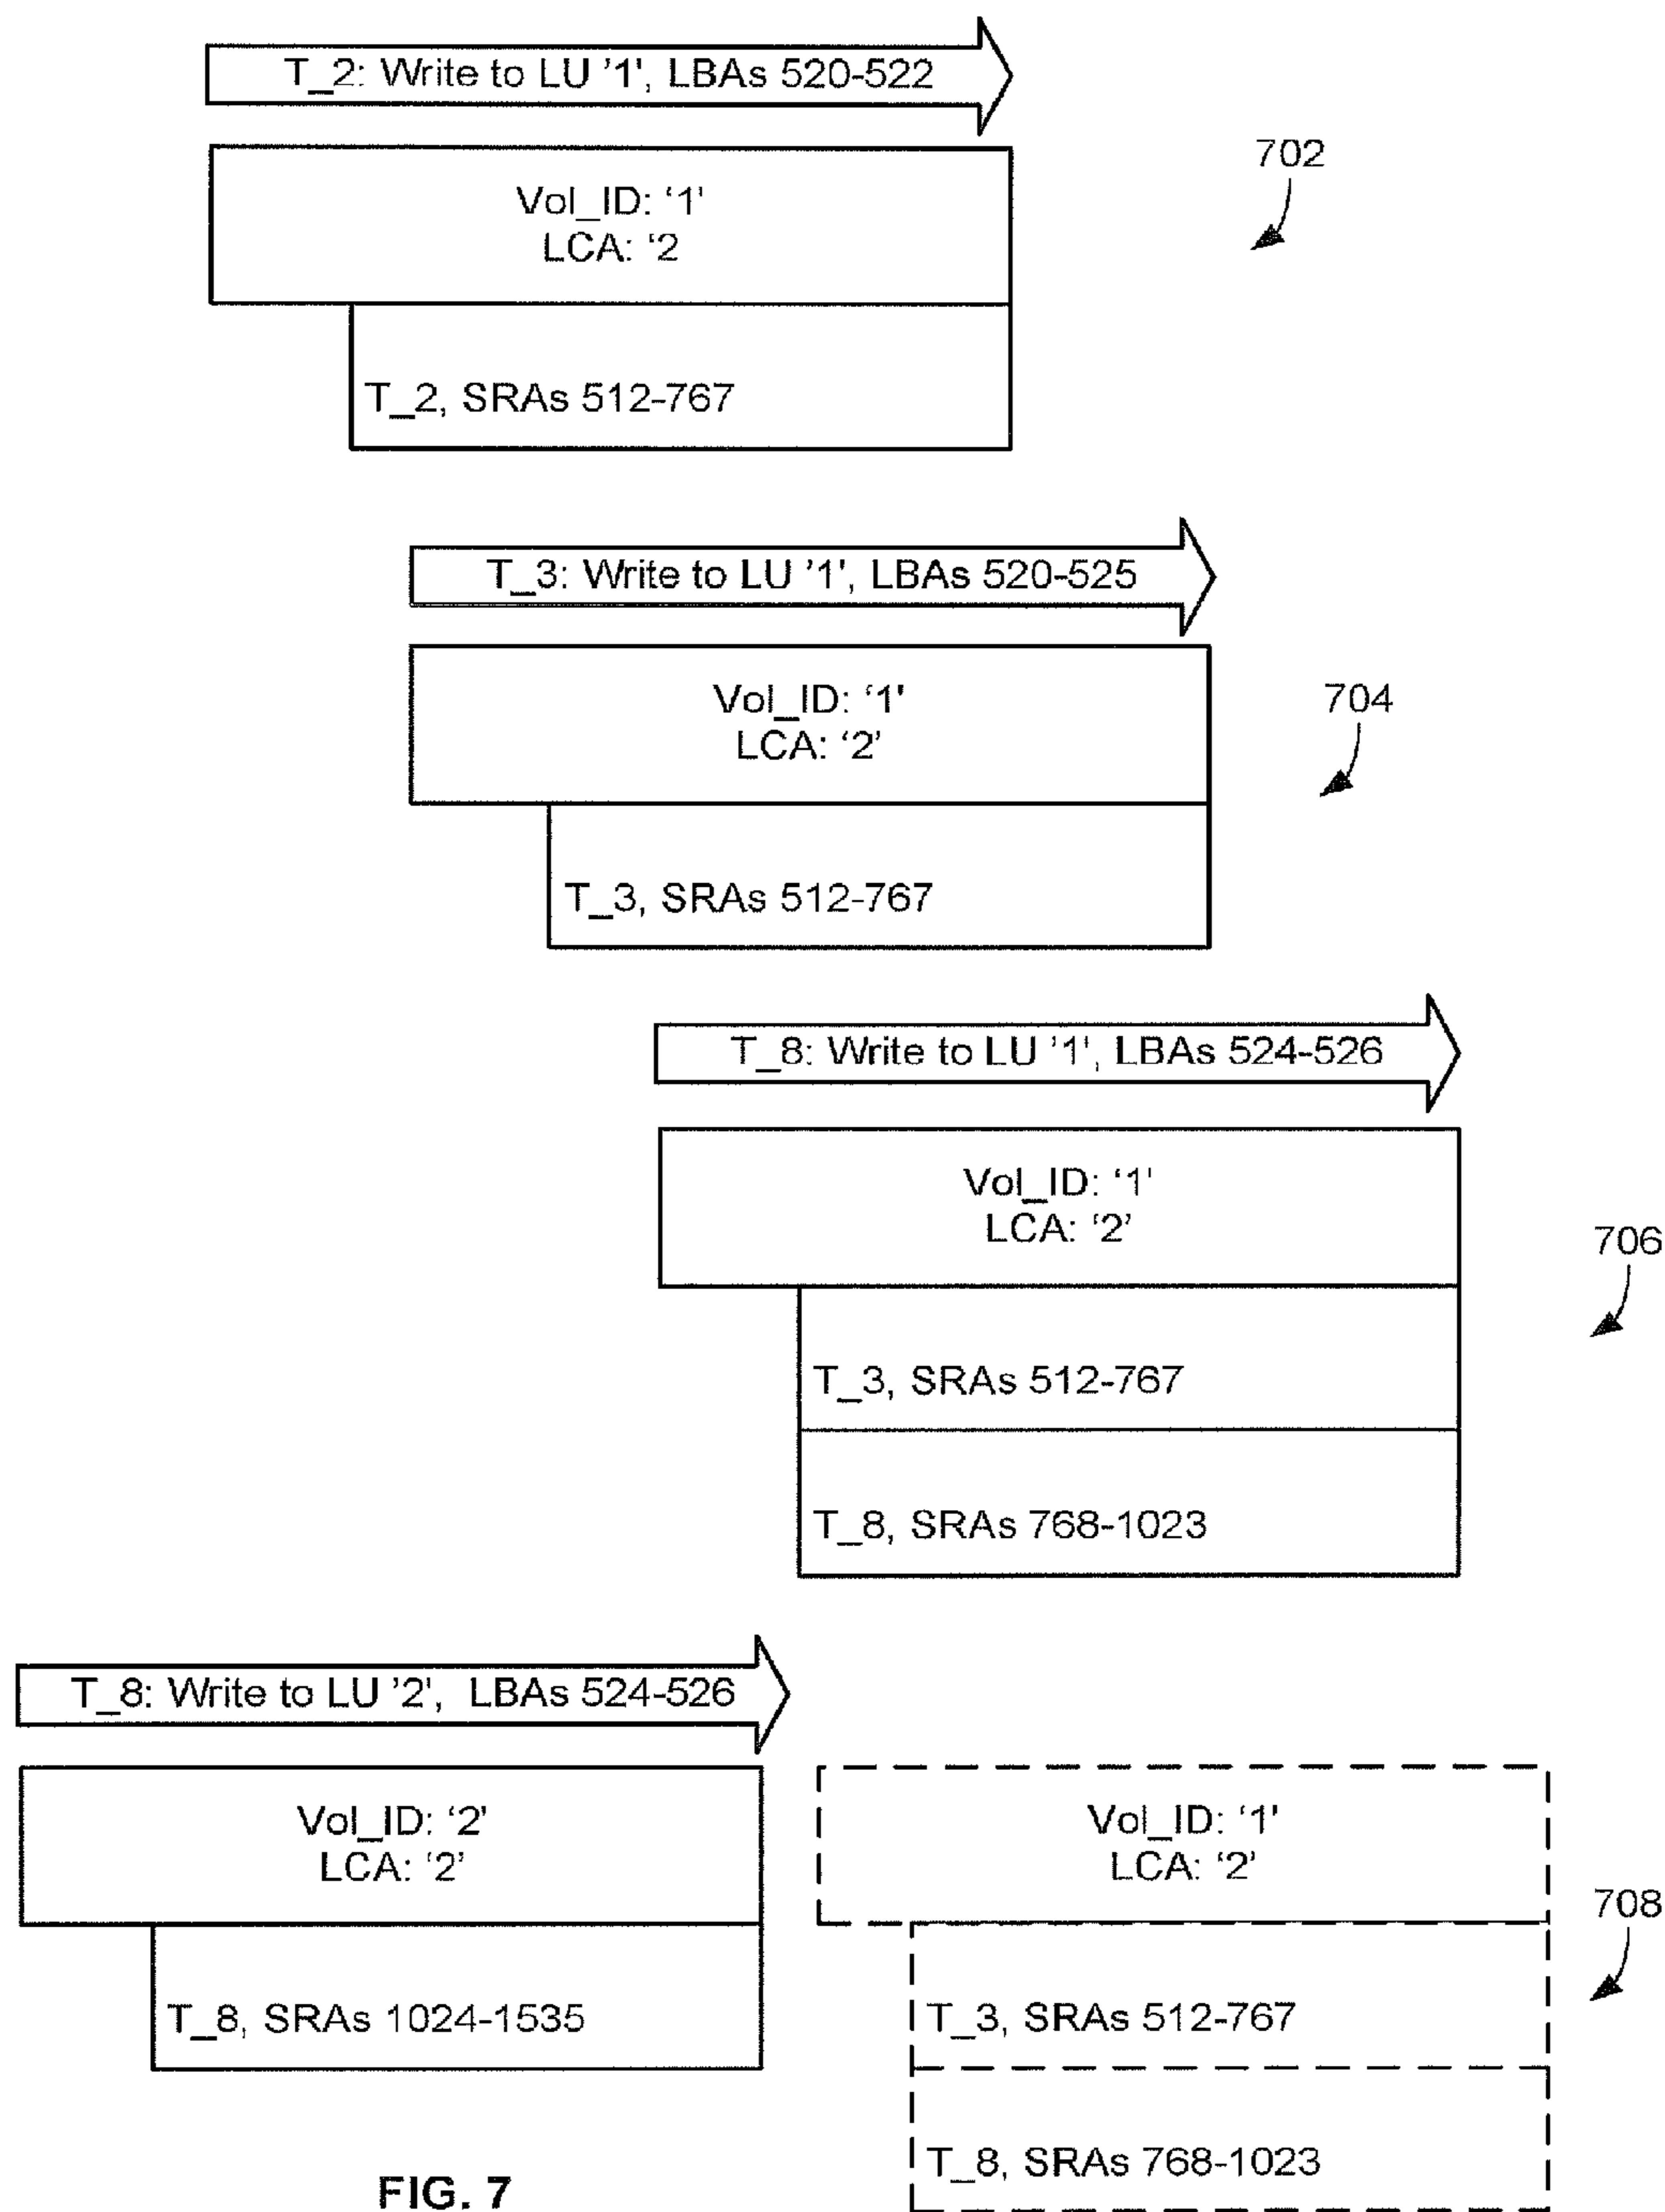 T_2: Write to LU '1', LBAs 520-522
702
Vol_ID: '1'
LCA: '2
T_2, SRAs 512-767
T_3: Write to LU '1', LBAs 520-525
704
Vol_ID: '1'
LCA: '2'
T_3, SRAs 512-767
T_8: Write to LU '1', LBAs 524-526
Vol_ID: '1'
LCA: '2'
706
T_3, SRAs 512-767
T_8, SRAs 768-1023
T_8: Write to LU '2', LBAs 524-526
Vol_ID: '2'
LCA: '2'
T_8, SRAs 1024-1535
Vol_ID: '1'
LCA: '2'
708
T_3, SRAs 512-767
T_8, SRAs 768-1023
FIG. 7